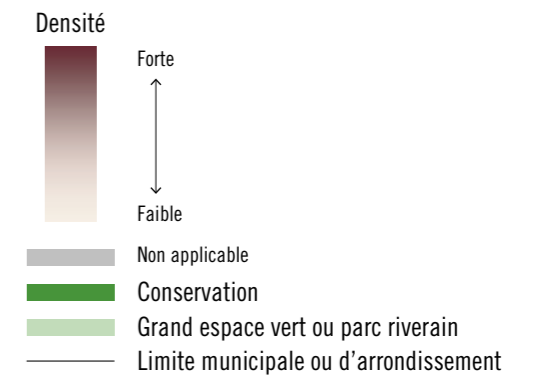 Densité
Forte
Faible
Non applicable
Conservation
Grand espace vert ou parc riverain
Limite municipale ou d'arrondissement